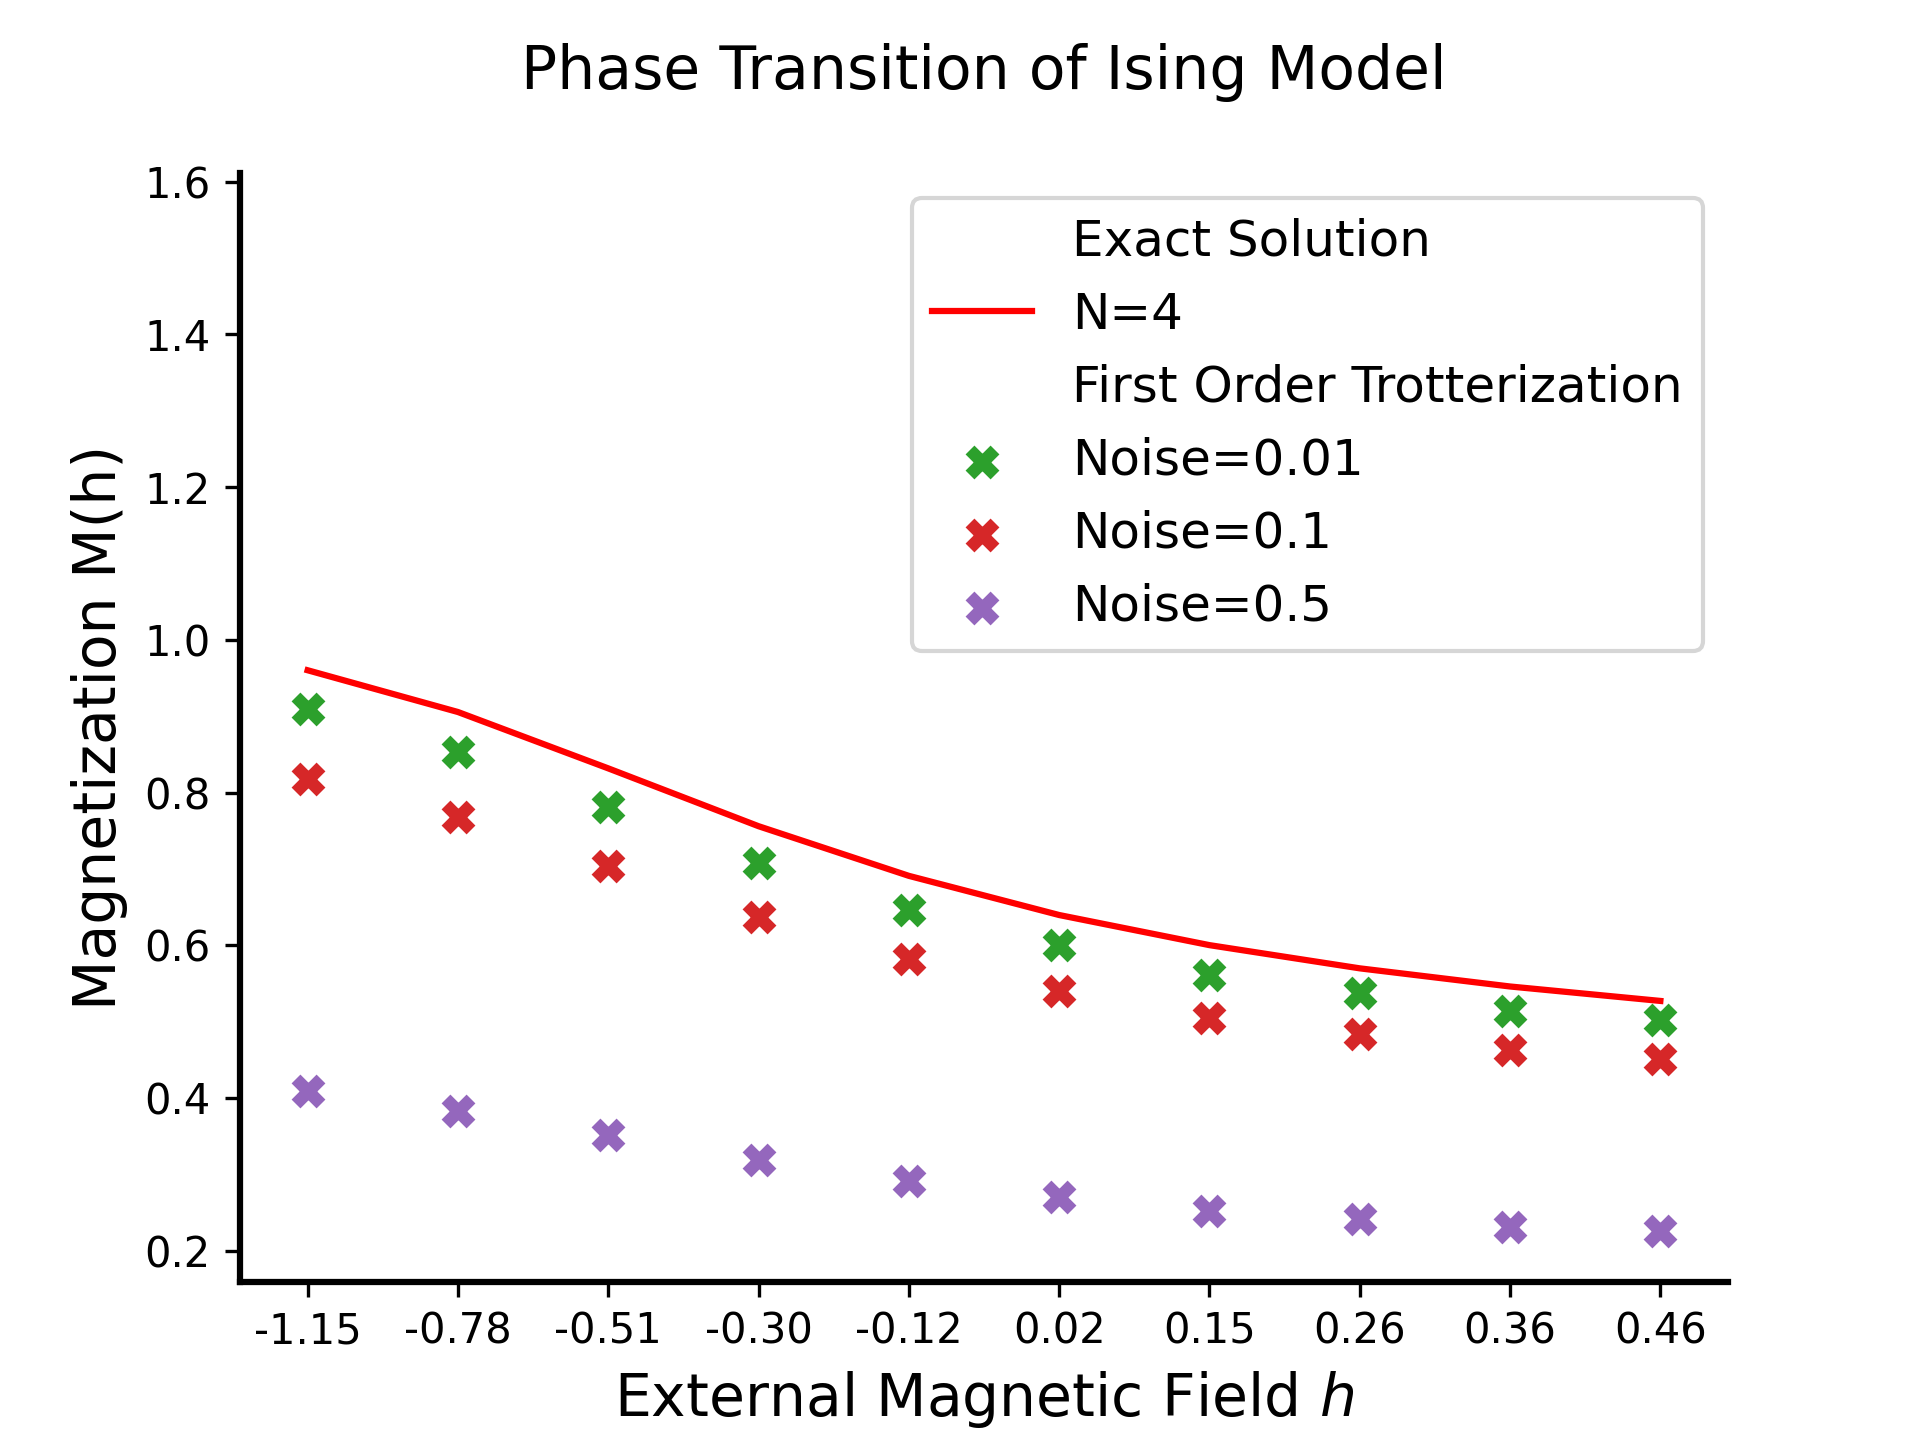 Phase Transition of Ising Model
1.6
1.4
1.2
1.0
0.8
0.6
0.4
0.2
Magnetization M(h)
Exact Solution
N=4
First Order Trotterization
Noise=0.01
Noise=0.1
Noise=0.5
-1.15 -0.78 -0.51 -0.30 -0.12 0.02 0.15 0.26 0.36 0.46
External Magnetic Field h